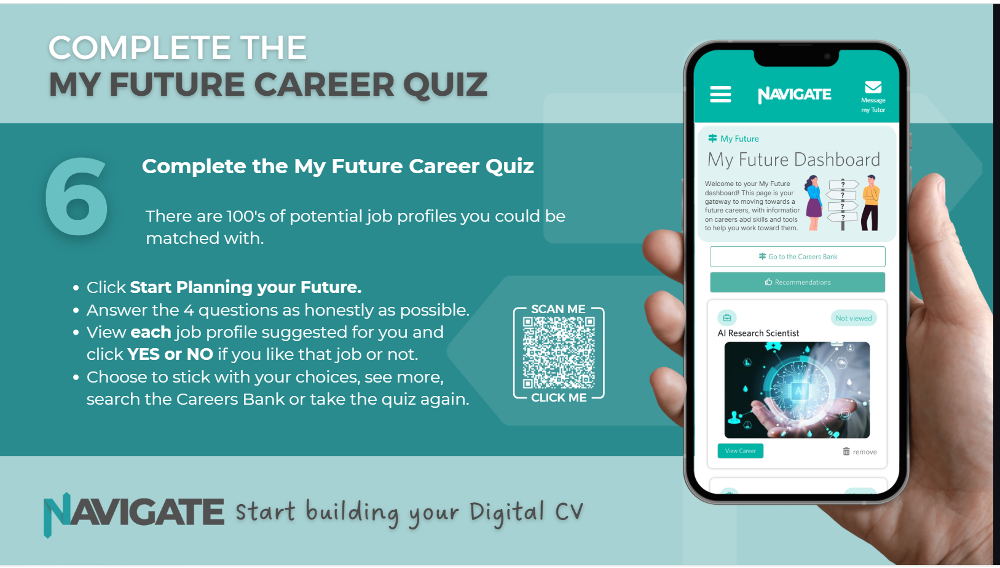 COMPLETE THE
MY FUTURE CAREER QUIZ
6
Complete the My Future Career Quiz
There are 100's of potential job profiles you could be
matched with.
• Click Start Planning your Future.
• Answer the 4 questions as honestly as possible.
• View each job profile suggested for you and
click YES or NO if you like that job or not.
• Choose to stick with your choices, see more,
search the Careers Bank or take the quiz again.
SCAN ME
CLICK ME
NAVIGATE
Message
my Tutor
My Future
My Future Dashboard
Welcome to your My Future
dashboard! This page is your
gateway to moving towards a
future careers, with information
on careers abd skills and tools
to help you work toward them.
?
?
?
?
Go to the Careers Bank
Recommendations
Not viewed
AI Research Scientist
AI
View Career
remove
NAVIGATE Start building your Digital CV